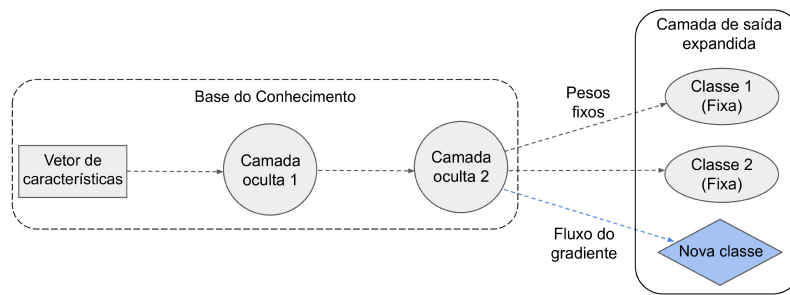 Camada de saída
expandida
Base do Conhecimento
Vetor de
características
Camada
oculta 1
Camada
oculta 2
Pesos
fixos
Classe 1
(Fixa)
Classe 2
(Fixa)
Fluxo do
gradiente
Nova classe